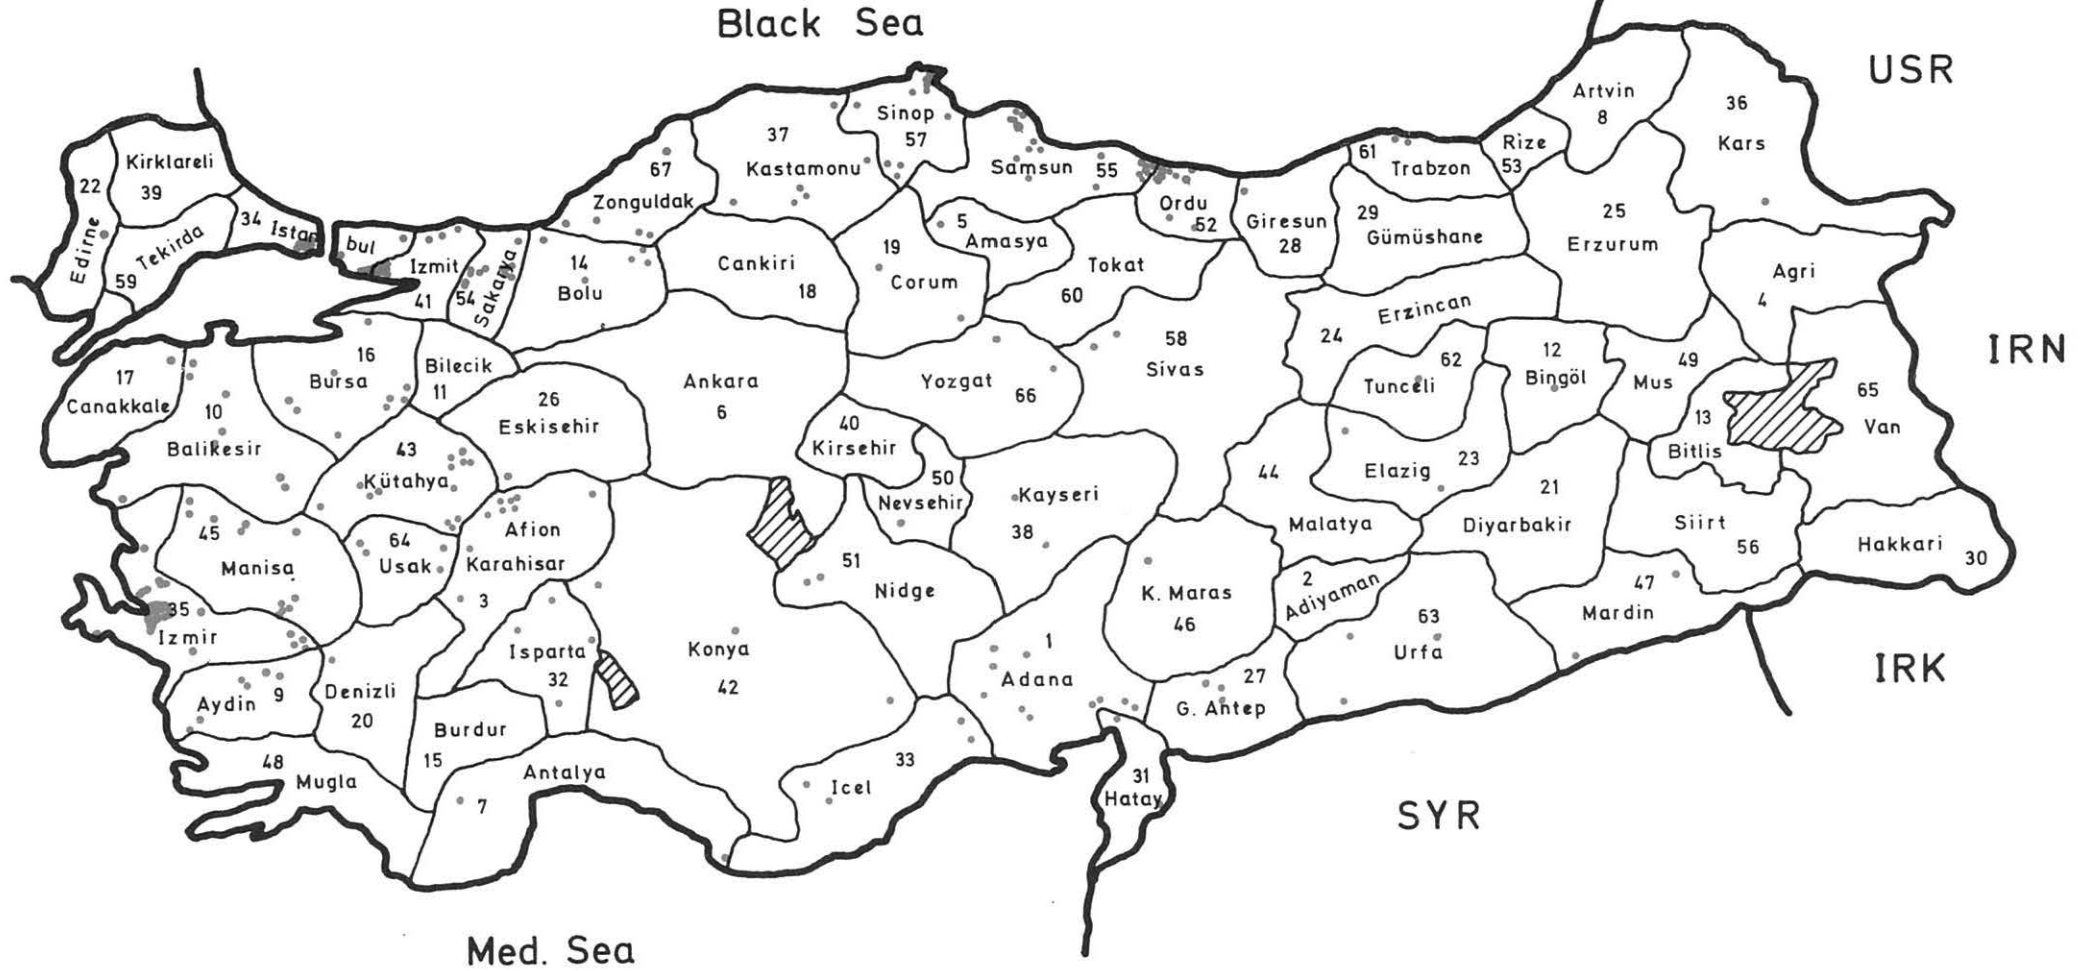 Black Sea
USR
Artvin
8
36
Kars
Sinop
57
37
Kastamonu
Kirklareli
39
22
Edirne
34 Istan
bul
Tekirda
59
Izmit
41
54
Sakarya
67
Zonguldak
14
Bolu
Cankiri
18
19
Corum
5
Amasya
Samsun 55
Ordu
52
Tokat
60
Giresun
28
61
Trabzon
Rize
53
29
Gümüshane
25
Erzurum
Agri
4
IRN
17
Canakkale
10
Balikesir
16
Bursa
Bilecik
11
26
Eskisehir
Ankara
6
Yozgat
66
58
Sivas
24
Erzincan
62
Tunceli
12
Bingöl
49
Mus
13
Bitlis
65
Van
43
Kütahya
40
Kirsehir
50
Nevsehir
Kayseri
38
44
Malatya
Elazig 23
21
Diyarbakir
Siirt
56
Hakkari
30
45
Manisa
64
Usak
Afion
Karahisar
3
51
Nidge
K. Maras
46
2
Adiyaman
63
Urfa
47
Mardin
35
Izmir
Isparta
32
Konya
42
1
Adana
27
G. Antep
IRK
Aydin 9
Denizli
20
Burdur
15
48
Mugla
Antalya
7
33
Icel
31
Hatay
SYR
Med. Sea